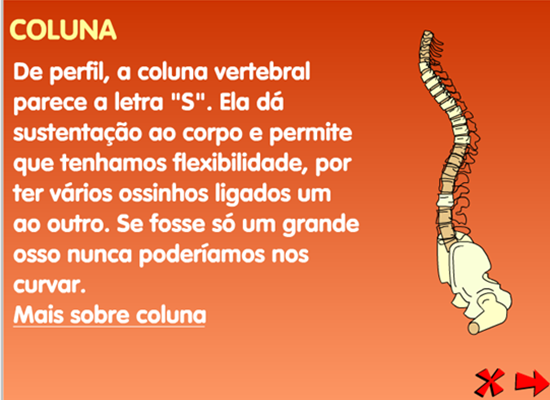 COLUNA
De perfil, a coluna vertebral
parece a letra "S". Ela dá
sustentação ao corpo e permite
que tenhamos flexibilidade, por
ter vários ossinhos ligados um
ao outro. Se fosse só um grande
osso nunca poderíamos nos
curvar.
Mais sobre coluna